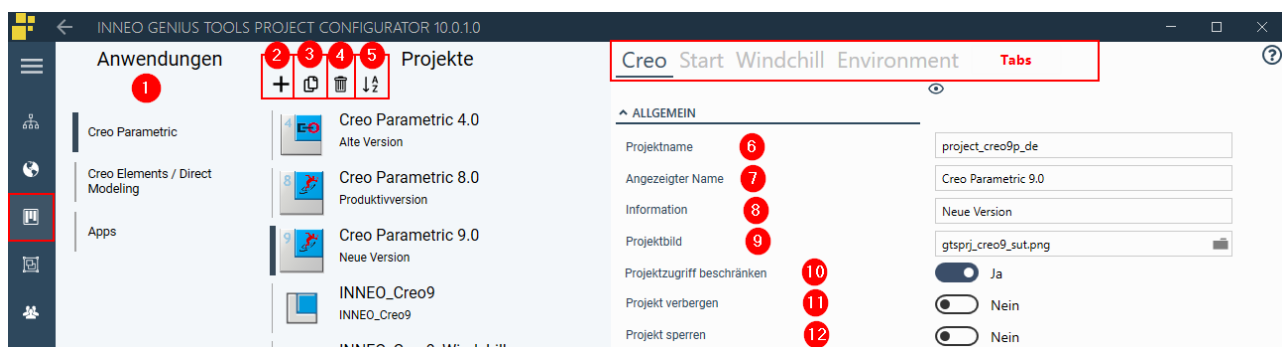 INNEO GENIUS TOOLS PROJECT CONFIGURATOR 10.0.1.0
Anwendungen
1
Creo Parametric
Creo Elements / Direct
Modeling
Apps
2 3 4 5
Projekte
4
Creo Parametric 4.0
Alte Version
8
Creo Parametric 8.0
Produktivversion
9
Creo Parametric 9.0
Neue Version
INNEO_Creo9
INNEO_Creo9
Creo Start Windchill Environment Tabs
ALLGEMEIN
Projektname 6 project_creo9p_de
Angezeigter Name 7 Creo Parametric 9.0
Information 8 Neue Version
Projektbild 9 gtsprj_creo9_sut.png
Projektzugriff beschränken 10 Ja
Projekt verbergen 11 Nein
Projekt sperren 12 Nein